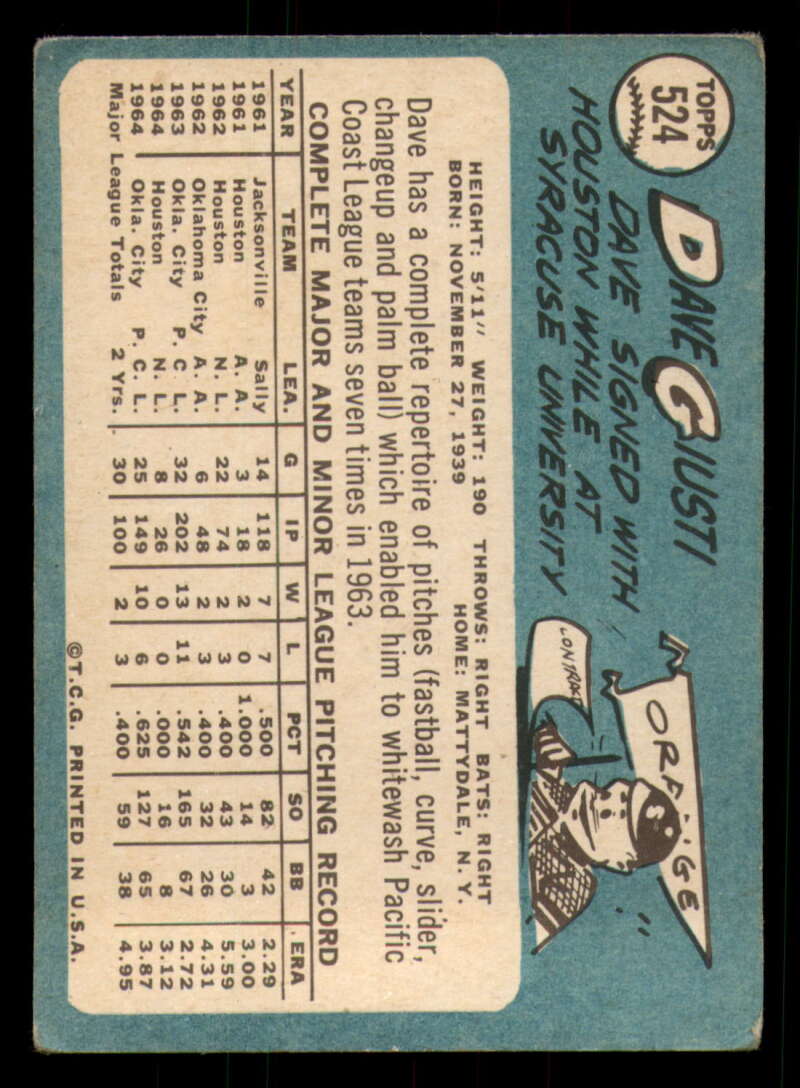 TOPPS
524
DAVE GIUSTI
DAVE SIGNED WITH
HOUSTON WHILE AT
SYRACUSE UNIVERSITY
ORANGE
CONTRACT
S
HEIGHT: 5'11" WEIGHT: 190 THROWS: RIGHT BATS: RIGHT
BORN: NOVEMBER 27, 1939 HOME: MATTYDALE, N. Y.
Dave has a complete repertoire of pitches (fastball, curve, slider,
changeup and palm ball) which enabled him to whitewash Pacific
Coast League teams seven times in 1963.
COMPLETE MAJOR AND MINOR LEAGUE PITCHING RECORD
YEAR TEAM LEA. G IP W L PCT SO BB ERA
1961 Jacksonville Sally 14 118 7 7 .500 82 42 2.29
1961 Houston A. A. 3 18 2 0 1.000 14 3 3.00
1962 Houston N. L. 22 74 2 3 .400 43 30 5.59
1962 Oklahoma City A. A. 6 48 2 3 .400 32 26 4.31
1963 Okla. City P. C. L. 32 202 13 11 .542 165 67 2.72
1964 Houston N. L. 8 26 0 0 .000 16 8 3.12
1964 Okla. City P. C. L. 25 149 10 6 .625 127 65 3.87
Major League Totals 2 Yrs. 30 100 2 3 .400 59 38 4.95
©T.C.G. PRINTED IN U.S.A.